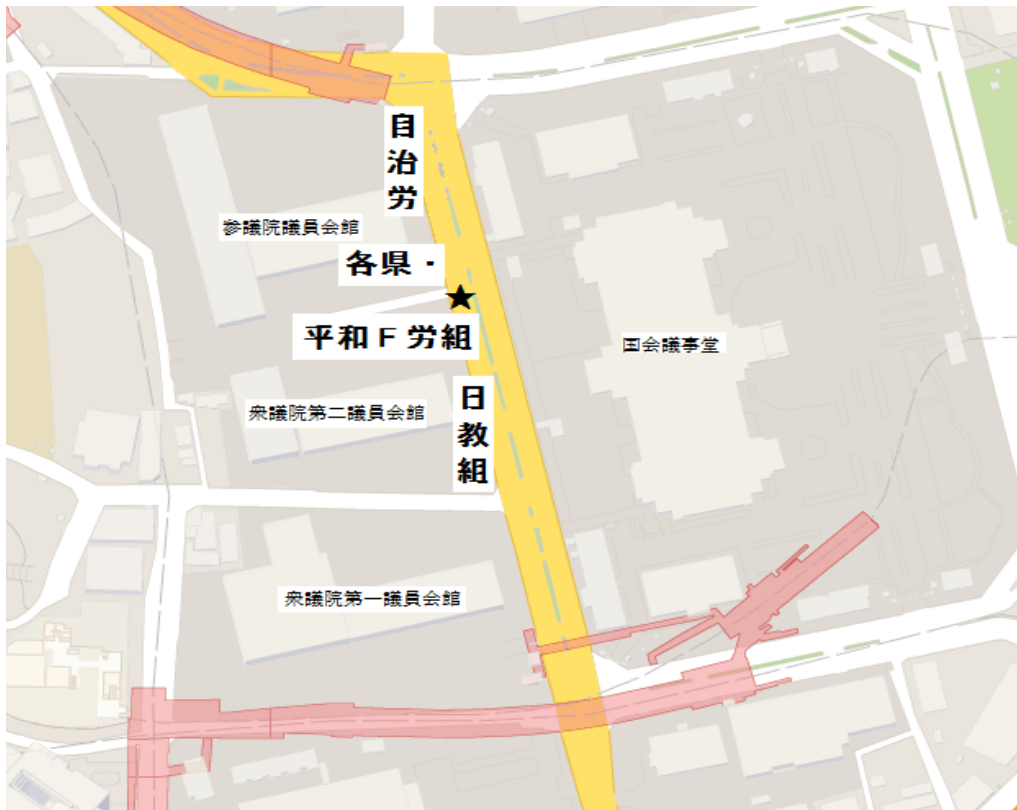 自治労
参議院議員会館
各県・
★
平和Ｆ労組
国会議事堂
日教組
衆議院第二議員会館
衆議院第一議員会館